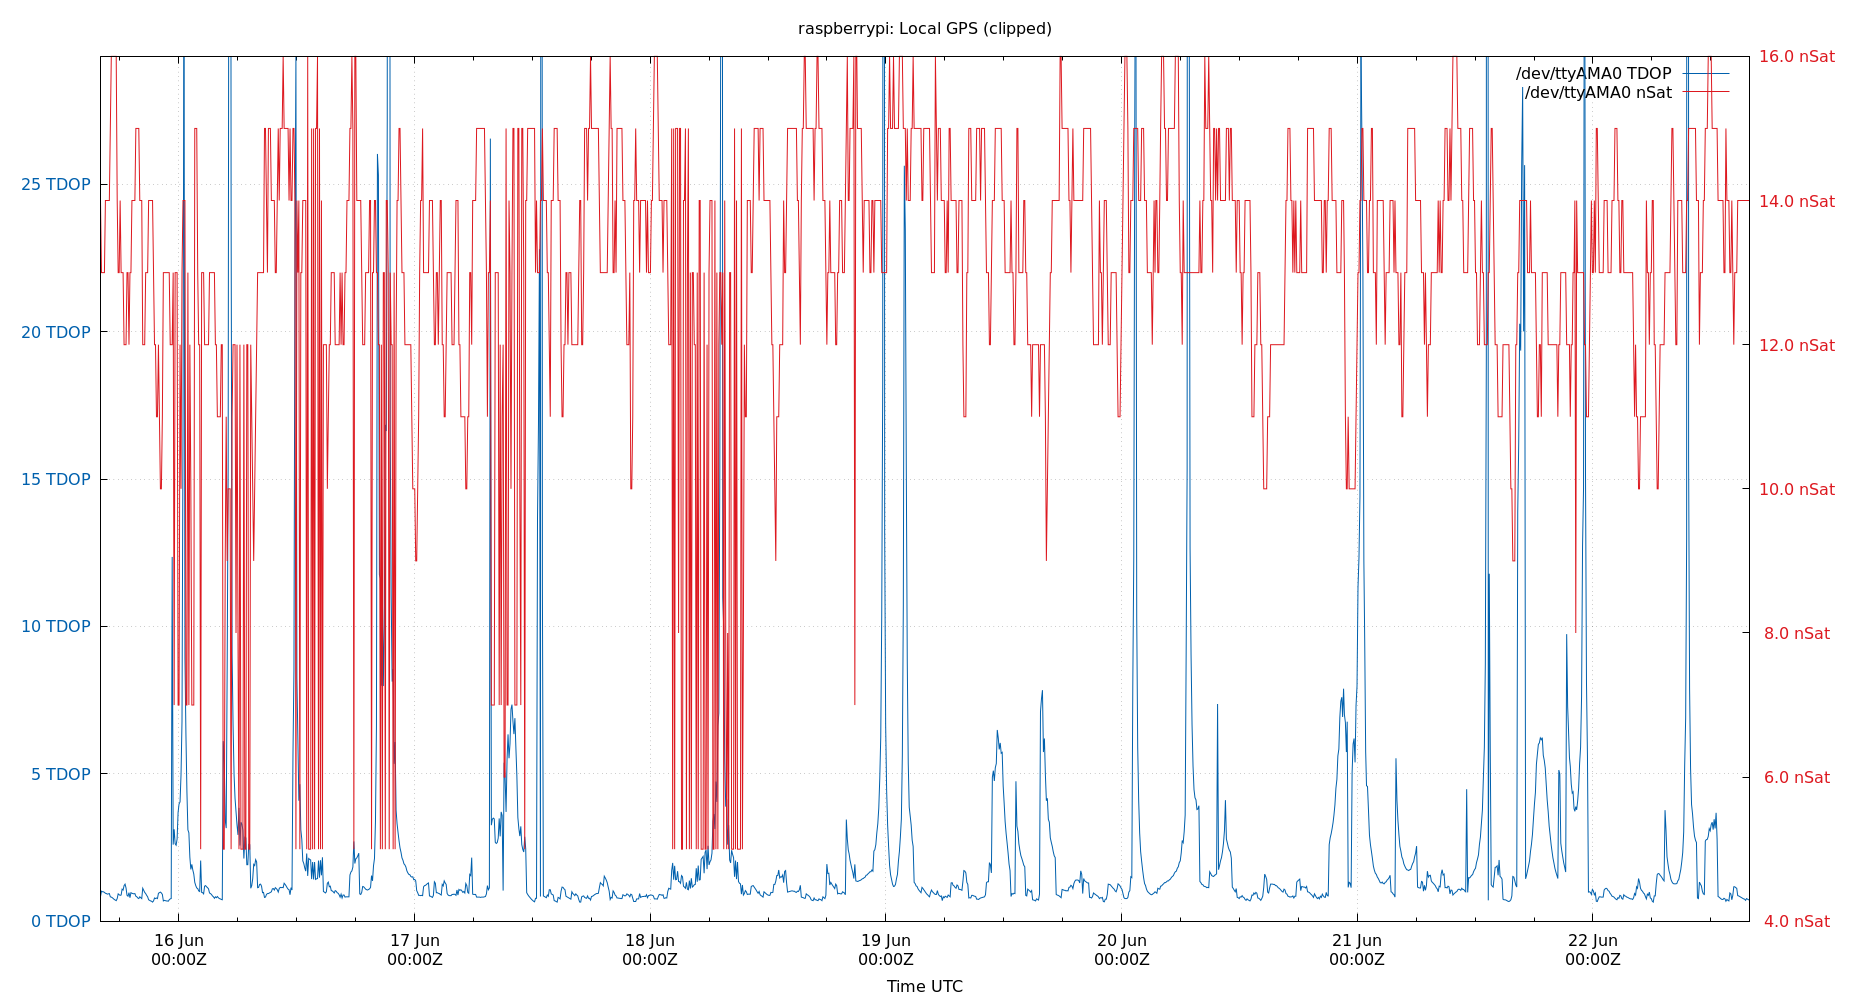 raspberrypi: Local GPS (clipped)
/dev/ttyAMA0 TDOP
/dev/ttyAMA0 nSat
25 TDOP
20 TDOP
15 TDOP
10 TDOP
5 TDOP
0 TDOP
16.0 nSat
14.0 nSat
12.0 nSat
10.0 nSat
8.0 nSat
6.0 nSat
4.0 nSat
16 Jun
00:00Z
17 Jun
00:00Z
18 Jun
00:00Z
19 Jun
00:00Z
20 Jun
00:00Z
21 Jun
00:00Z
22 Jun
00:00Z
Time UTC